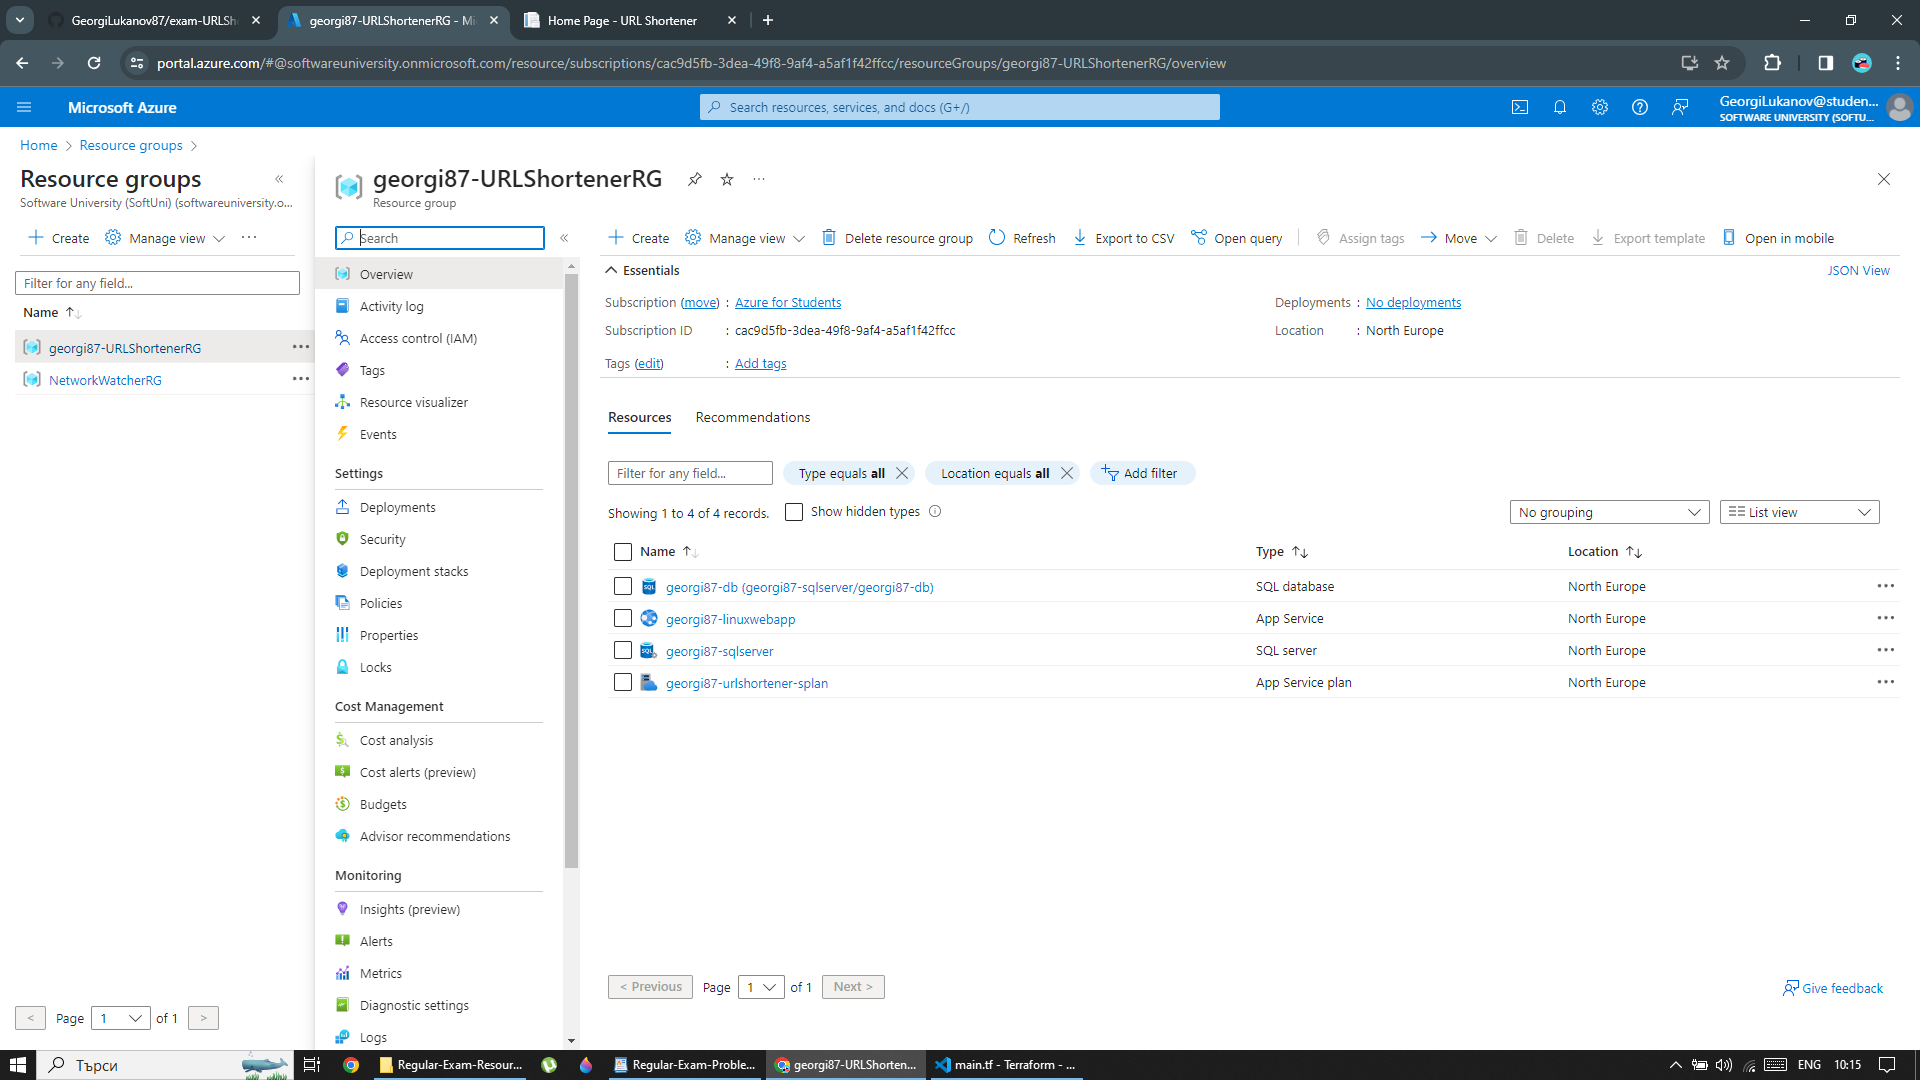 GeorgiLukanov87/exam-URLSh
georgi87-URLShortenerRG - Mi
Home Page - URL Shortener
portal.azure.com/#@softwareuniversity.onmicrosoft.com/resource/subscriptions/cac9d5fb-3dea-49f8-9af4-a5af1f42ffcc/resourceGroups/georgi87-URLShortenerRG/overview
Microsoft Azure
Search resources, services, and docs (G+/)
GeorgiLukanov@studen...
SOFTWARE UNIVERSITY (SOFTU...
Home > Resource groups >
Resource groups
Software University (SoftUni) (softwareuniversity.o...
Create
Manage view
Filter for any field...
Name
georgi87-URLShortenerRG
NetworkWatcherRG
< Page 1 of 1 >
georgi87-URLShortenerRG
Resource group
Search
Overview
Activity log
Access control (IAM)
Tags
Resource visualizer
Events
Settings
Deployments
Security
Deployment stacks
Policies
Properties
Locks
Cost Management
Cost analysis
Cost alerts (preview)
Budgets
Advisor recommendations
Monitoring
Insights (preview)
Alerts
Metrics
Diagnostic settings
Logs
Create Manage view Delete resource group Refresh Export to CSV Open query Assign tags Move Delete Export template Open in mobile
Essentials
JSON View
Subscription (move) : Azure for Students
Deployments : No deployments
Subscription ID : cac9d5fb-3dea-49f8-9af4-a5af1f42ffcc
Location : North Europe
Tags (edit) : Add tags
Resources Recommendations
Filter for any field...
Type equals all
Location equals all
Add filter
Showing 1 to 4 of 4 records.
Show hidden types
No grouping
List view
Name Type Location
georgi87-db (georgi87-sqlserver/georgi87-db) SQL database North Europe
georgi87-linuxwebapp App Service North Europe
georgi87-sqlserver SQL server North Europe
georgi87-urlshortener-splan App Service plan North Europe
< Previous Page 1 of 1 Next >
Give feedback
Търси
Regular-Exam-Resour...
Regular-Exam-Proble...
georgi87-URLShorten...
main.tf - Terraform - ...
ENG
10:15